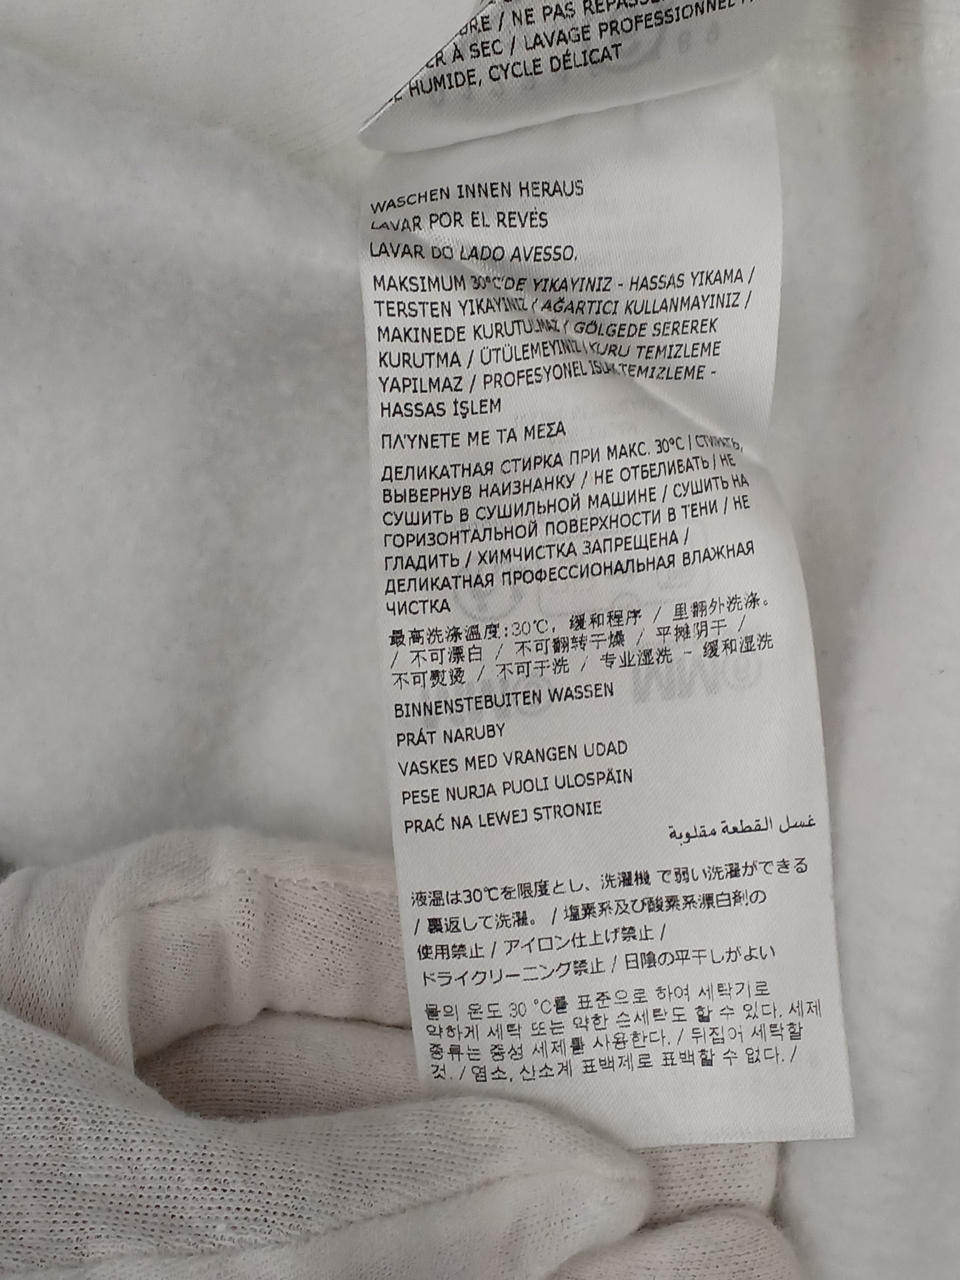 / NE PAS
À SEC / LAVAGE PROFESSIONNEL
HUMIDE, CYCLE DÉLICAT
WASCHEN INNEN HERAUS
LAVAR POR EL REVÉS
LAVAR DO LADO AVESSO.
MAKSIMUM 30°C'DE YIKAYINIZ - HASSAS YIKAMA /
TERSTEN YIKAYINIZ / AĞARTICI KULLANMAYINIZ /
MAKINEDE KURUTULMAZ / GÖLGEDE SEREREK
KURUTMA / ÜTÜLEMEYINIZ / KURU TEMIZLEME
YAPILMAZ / PROFESYONEL ISLAK TEMIZLEME -
HASSAS İŞLEM
ΠΛΎΝΕΤΕ ΜΕ ΤΑ ΜΕΣΑ
ДЕЛИКАТНАЯ СТИРКА ПРИ МАКС. 30°C / СТИРАТЬ,
ВЫВЕРНУВ НАИЗНАНКУ / НЕ ОТБЕЛИВАТЬ / НЕ
СУШИТЬ В СУШИЛЬНОЙ МАШИНЕ / СУШИТЬ НА
ГОРИЗОНТАЛЬНОЙ ПОВЕРХНОСТИ В ТЕНИ / НЕ
ГЛАДИТЬ / ХИМЧИСТКА ЗАПРЕЩЕНА /
ДЕЛИКАТНАЯ ПРОФЕССИОНАЛЬНАЯ ВЛАЖНАЯ
ЧИСТКА
最高洗涤温度:30℃, 缓和程序 / 里翻外洗涤。
/ 不可漂白 / 不可翻转干燥 / 平摊阴干 /
不可熨烫 / 不可干洗 / 专业湿洗 - 缓和湿洗
BINNENSTEBUITEN WASSEN
PRÁT NARUBY
VASKES MED VRANGEN UDAD
PESE NURJA PUOLI ULOSPÄIN
PRAĆ NA LEWEJ STRONIE
غسل القطعة مقلوبة
液温は30℃を限度とし、洗濯機 で弱い洗濯ができる
/ 裏返して洗濯。 / 塩素系及び酸素系漂白剤の
使用禁止 / アイロン仕上げ禁止 /
ドライクリーニング禁止 / 日陰の平干しがよい
물의 온도 30 °C를 표준으로 하여 세탁기로
약하게 세탁 또는 약한 손세탁도 할 수 있다. 세제
종류는 중성 세제를 사용한다. / 뒤집어 세탁할
것. / 염소, 산소계 표백제로 표백할 수 없다. /